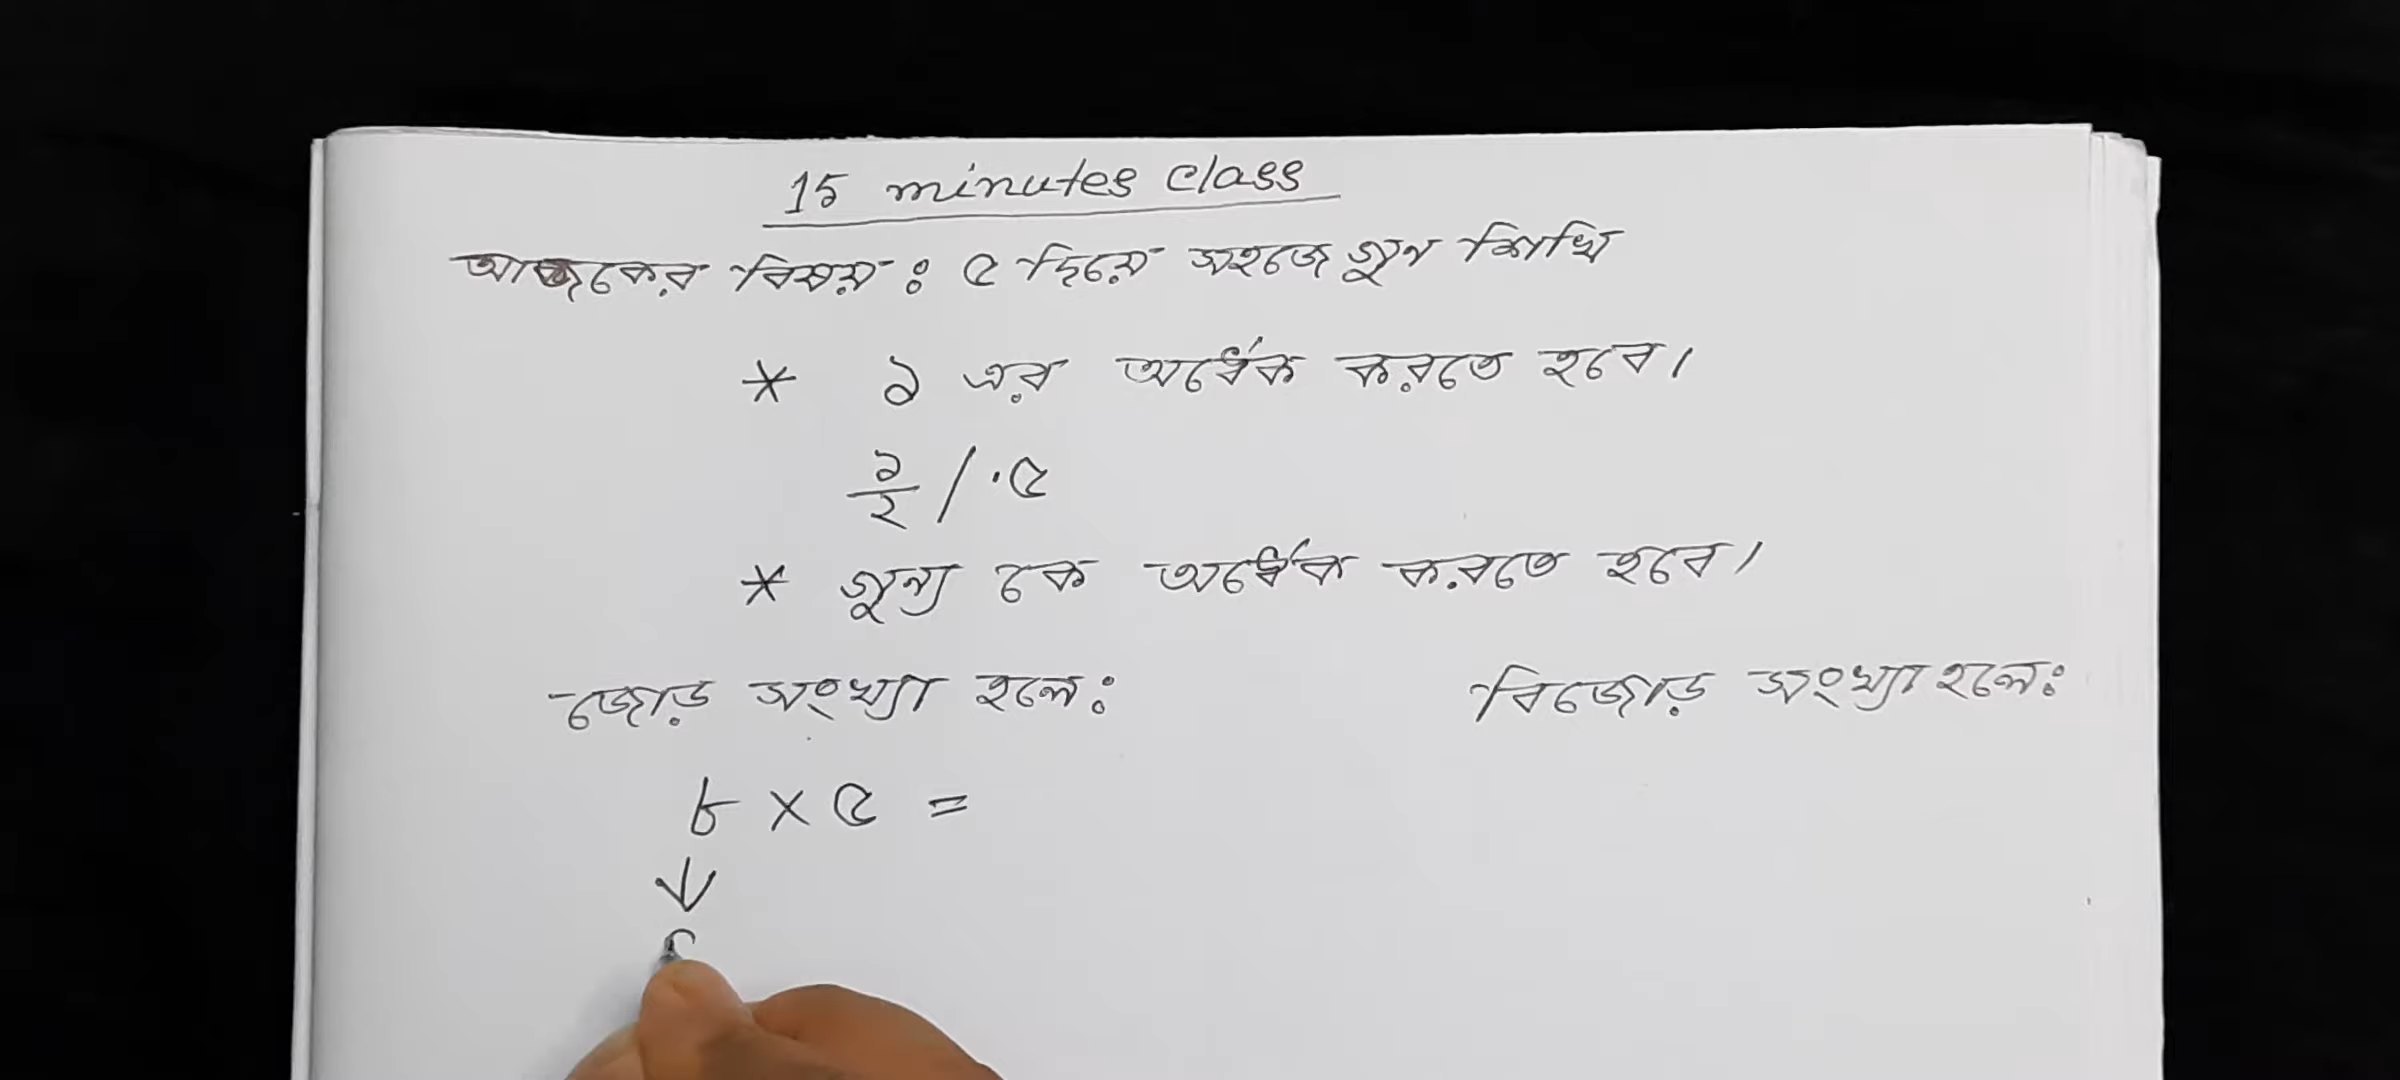 15 minutes class
আজকের বিষয়ঃ ৫ দিয়ে সহজে গুন শিখি
* ১ এর অর্ধেক করতে হবে।
১/২ / .৫
* গুন্য কে অর্ধেক করতে হবে।
জোড় সংখ্যা হলেঃ বিজোড় সংখ্যা হলেঃ
৮ × ৫ =
↓